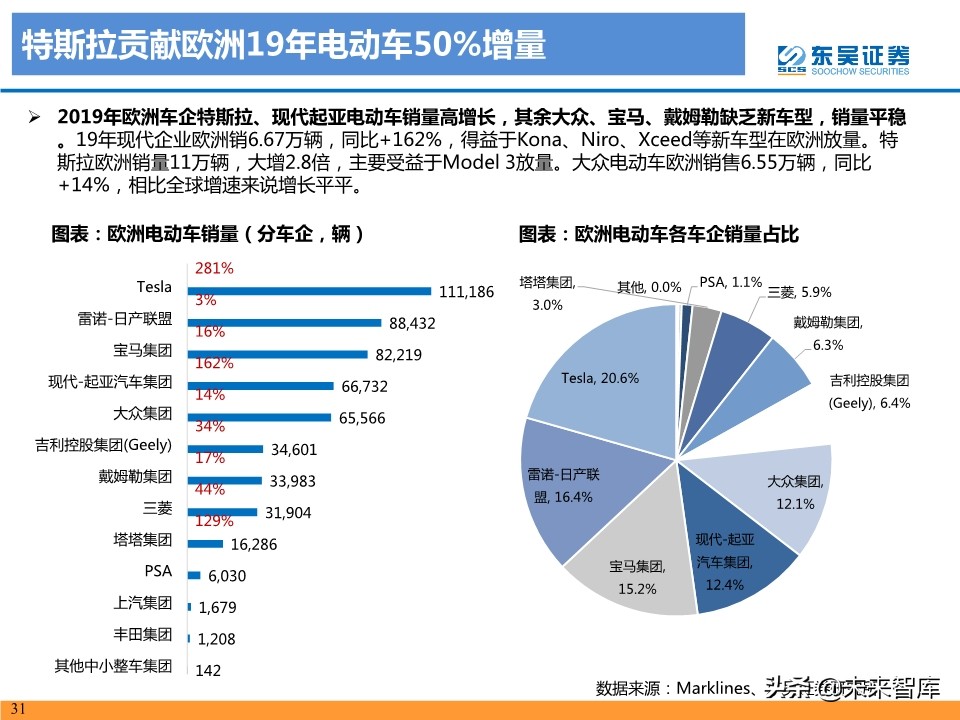 特斯拉贡献欧洲19年电动车50%增量
SCS
东吴证券
SOOCHOW SECURITIES
➢ 2019年欧洲车企特斯拉、现代起亚电动车销量高增长，其余大众、宝马、戴姆勒缺乏新车型，销量平稳
。19年现代企业欧洲销6.67万辆，同比+162%，得益于Kona、Niro、Xceed等新车型在欧洲放量。特
斯拉欧洲销量11万辆，大增2.8倍，主要受益于Model 3放量。大众电动车欧洲销售6.55万辆，同比
+14%，相比全球增速来说增长平平。
图表：欧洲电动车销量（分车企，辆）
281%
Tesla 111,186
3%
雷诺-日产联盟 88,432
16%
宝马集团 82,219
162%
现代-起亚汽车集团 66,732
14%
大众集团 65,566
34%
吉利控股集团(Geely) 34,601
17%
戴姆勒集团 33,983
44%
三菱 31,904
129%
塔塔集团 16,286
PSA 6,030
上汽集团 1,679
丰田集团 1,208
其他中小整车集团 142
图表：欧洲电动车各车企销量占比
塔塔集团,
3.0%
其他, 0.0%
PSA, 1.1%
三菱, 5.9%
戴姆勒集团,
6.3%
吉利控股集团
(Geely), 6.4%
大众集团,
12.1%
现代-起亚
汽车集团,
12.4%
宝马集团,
15.2%
雷诺-日产联
盟, 16.4%
Tesla, 20.6%
数据来源：Marklines、
头条@未来智库
31